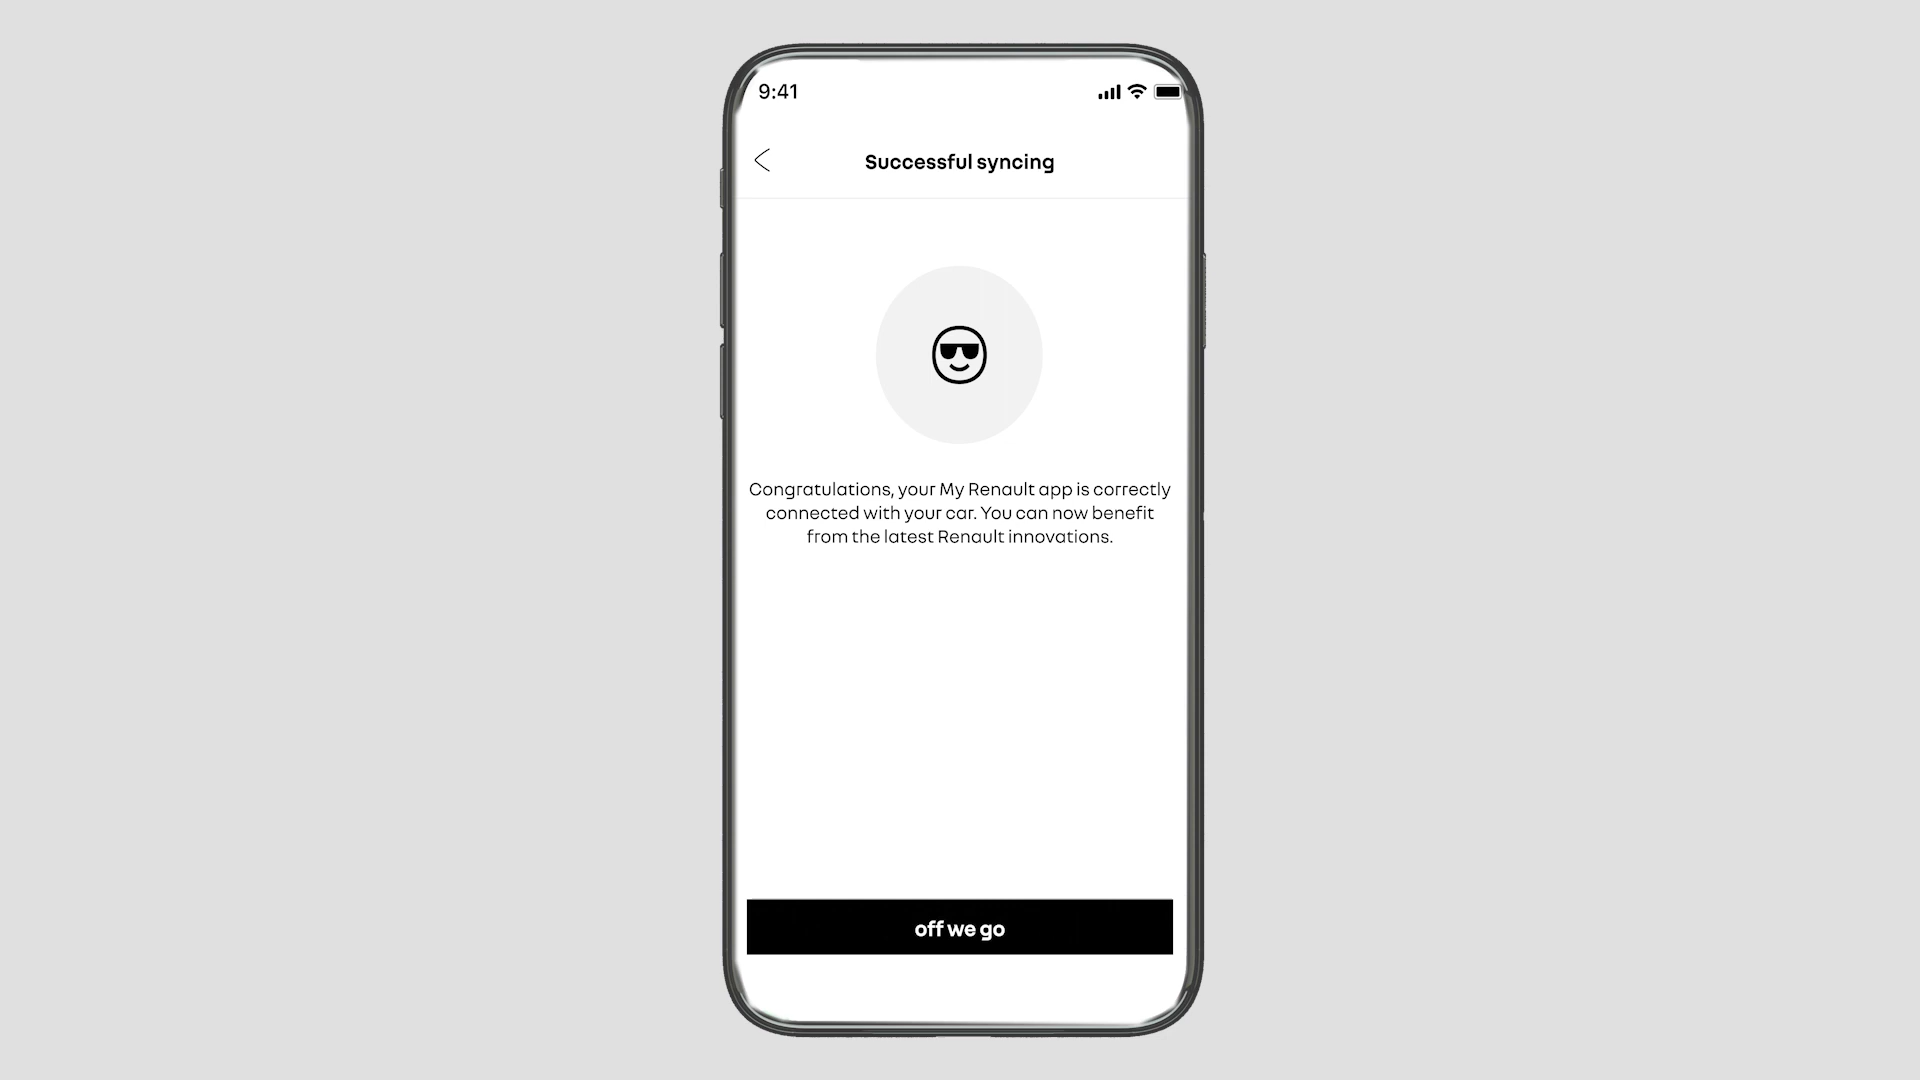 9:41
Successful syncing
Congratulations, your My Renault app is correctly
connected with your car. You can now benefit
from the latest Renault innovations.
off we go